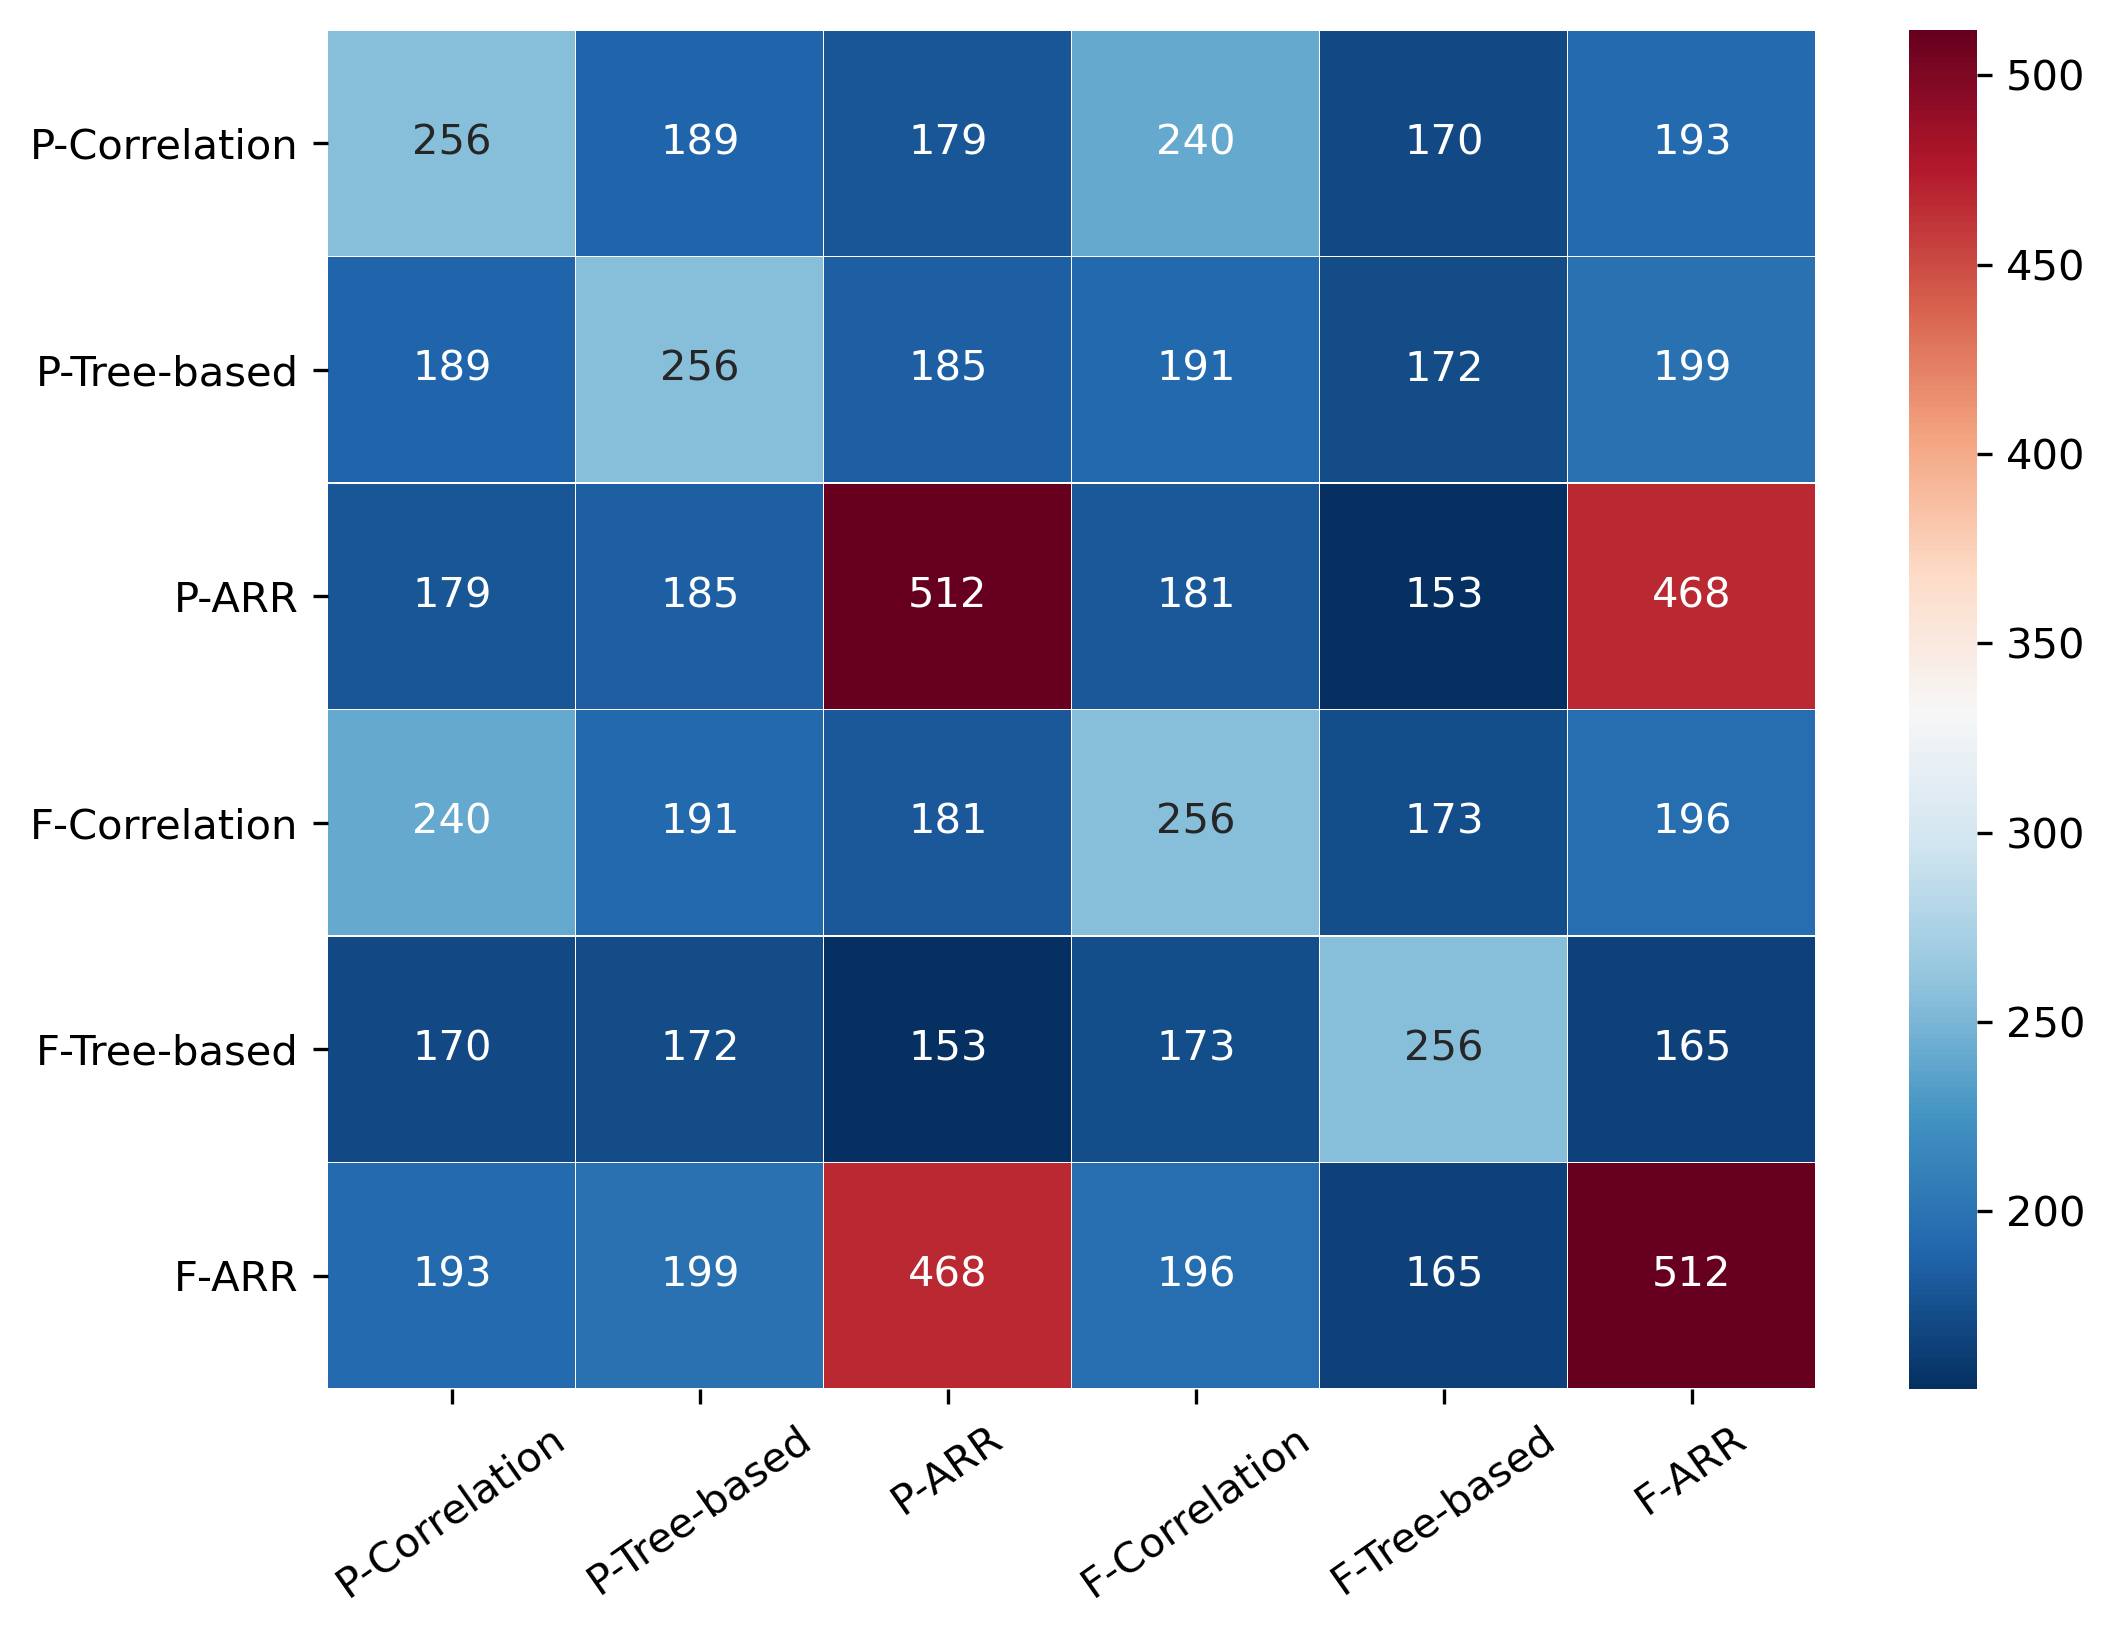 P-Correlation 256 189 179 240 170 193
P-Tree-based 189 256 185 191 172 199
P-ARR 179 185 512 181 153 468
F-Correlation 240 191 181 256 173 196
F-Tree-based 170 172 153 173 256 165
F-ARR 193 199 468 196 165 512
P-Correlation P-Tree-based P-ARR F-Correlation F-Tree-based F-ARR
500
450
400
350
300
250
200